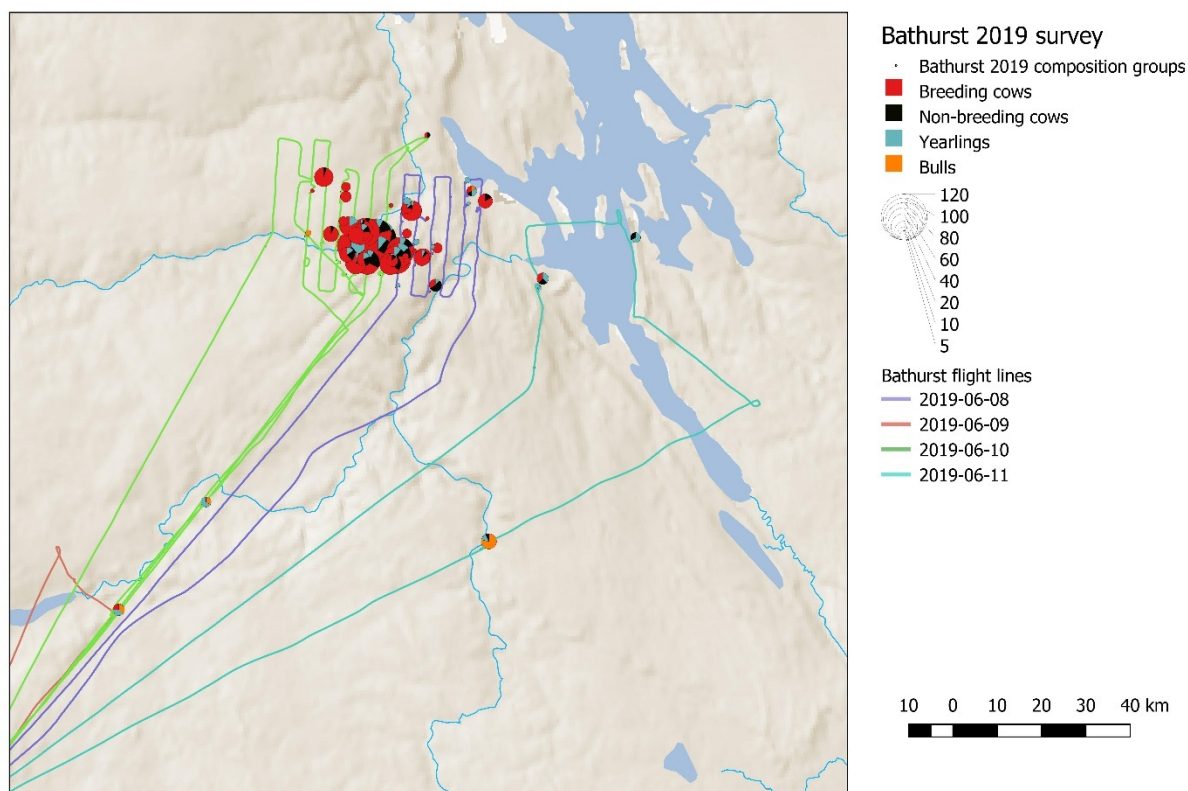 Bathurst 2019 survey
Bathurst 2019 composition groups
Breeding cows
Non-breeding cows
Yearlings
Bulls
120
100
80
60
40
20
10
5
Bathurst flight lines
2019-06-08
2019-06-09
2019-06-10
2019-06-11
10 0 10 20 30 40 km